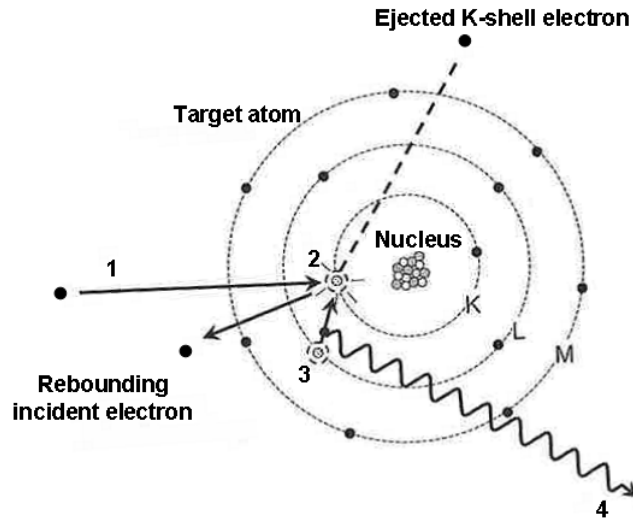 Ejected K-shell electron
Target atom
Nucleus
2
1
K
L
M
3
Rebounding
incident electron
4